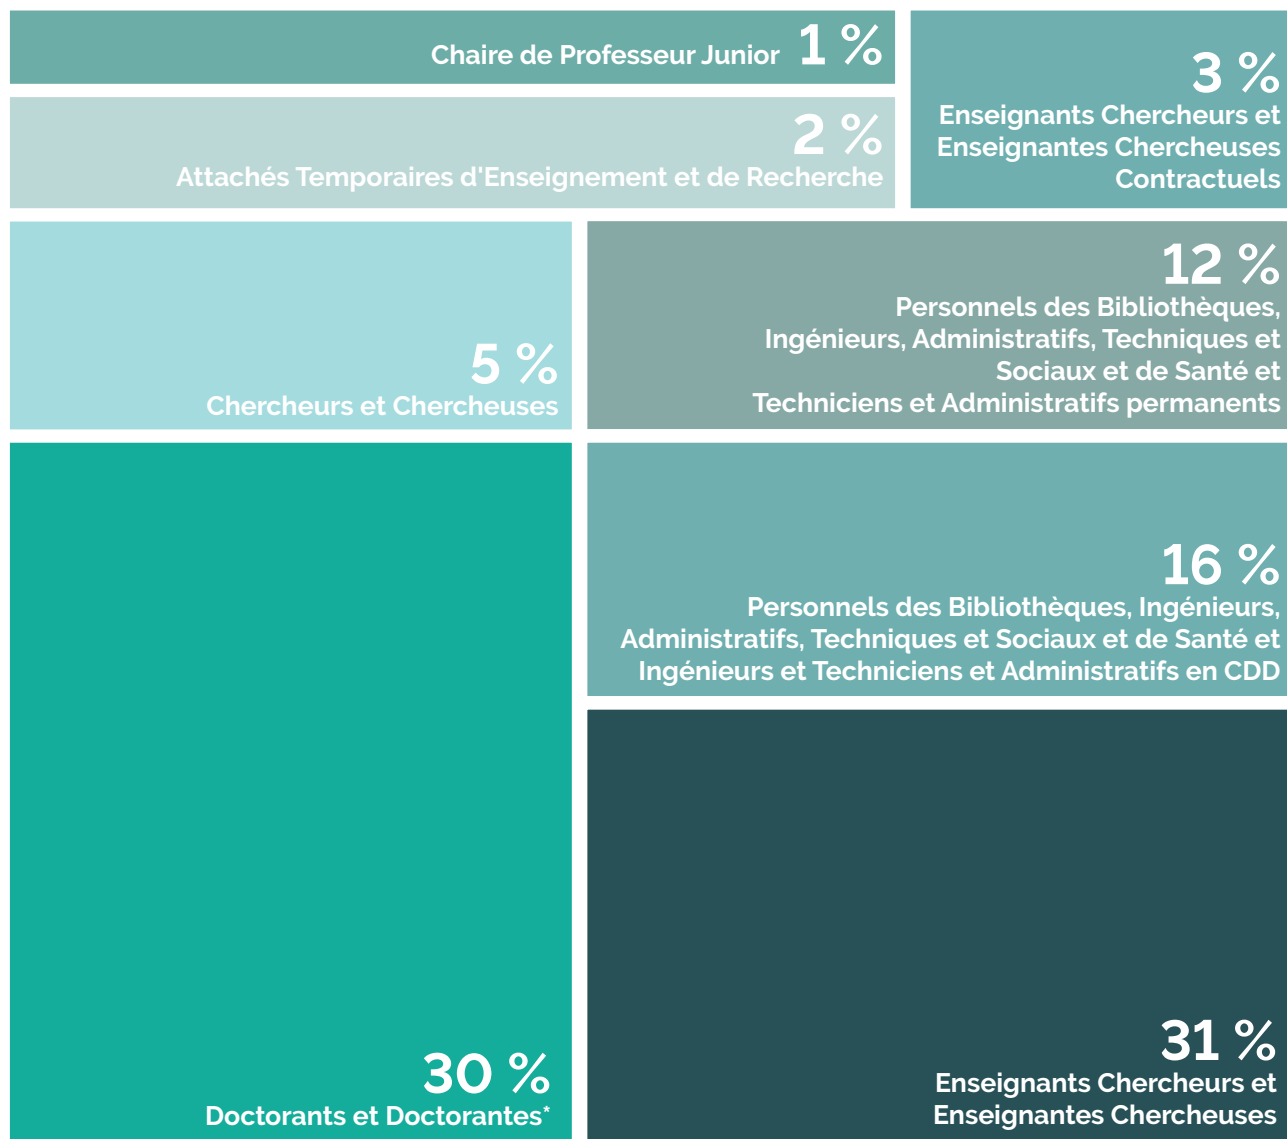 Chaire de Professeur Junior 1 %
2 %
Attachés Temporaires d'Enseignement et de Recherche
3 %
Enseignants Chercheurs et
Enseignantes Chercheuses
Contractuels
5 %
Chercheurs et Chercheuses
12 %
Personnels des Bibliothèques,
Ingénieurs, Administratifs, Techniques et
Sociaux et de Santé et
Techniciens et Administratifs permanents
16 %
Personnels des Bibliothèques, Ingénieurs,
Administratifs, Techniques et Sociaux et de Santé et
Ingénieurs et Techniciens et Administratifs en CDD
30 %
Doctorants et Doctorantes*
31 %
Enseignants Chercheurs et
Enseignantes Chercheuses